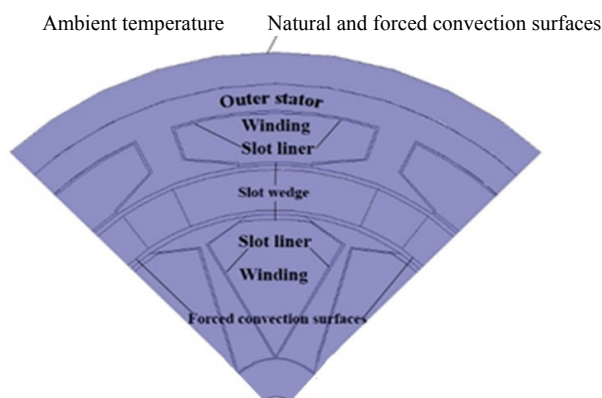 Ambient temperature Natural and forced convection surfaces
Outer stator
Winding
Slot liner
Slot wedge
Slot liner
Winding
Forced convection surfaces